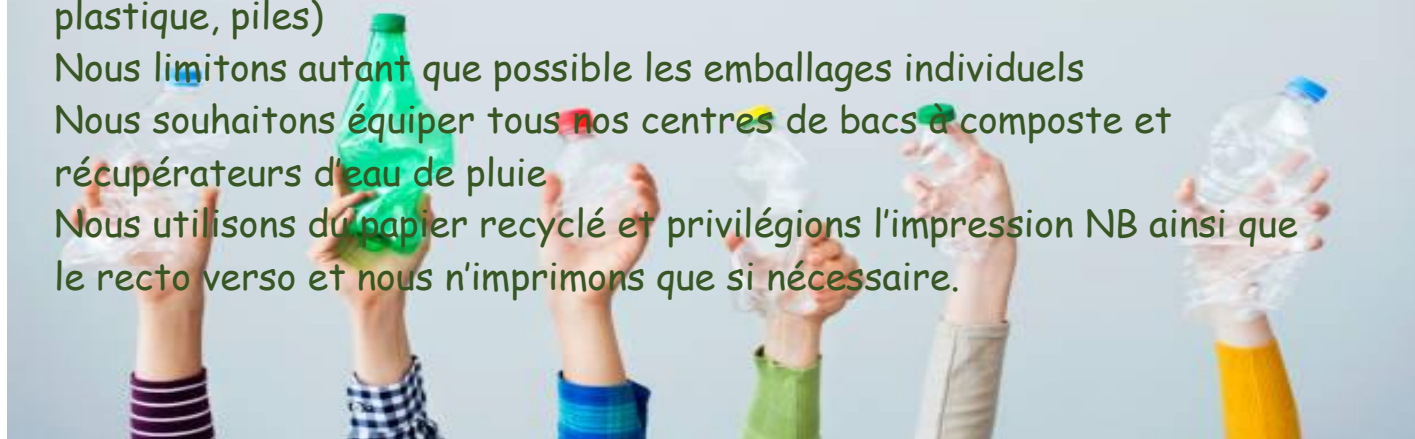 plastique, piles)
Nous limitons autant que possible les emballages individuels
Nous souhaitons équiper tous nos centres de bacs à composte et
récupérateurs d'eau de pluie
Nous utilisons du papier recyclé et privilégions l'impression NB ainsi que
le recto verso et nous n'imprimons que si nécessaire.